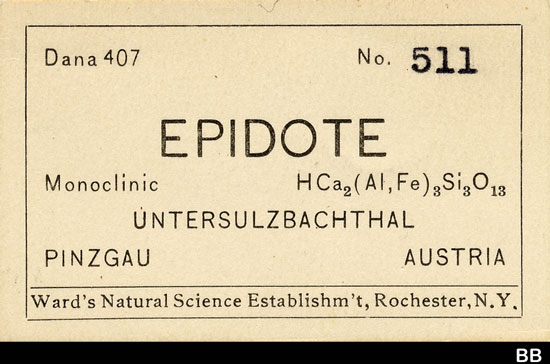 Dana 407 No. 511
EPIDOTE
Monoclinic HCa₂(Al,Fe)₃Si₃O₁₃
UNTERSULZBACHTHAL
PINZGAU AUSTRIA
Ward's Natural Science Establishm't, Rochester, N.Y.
BB